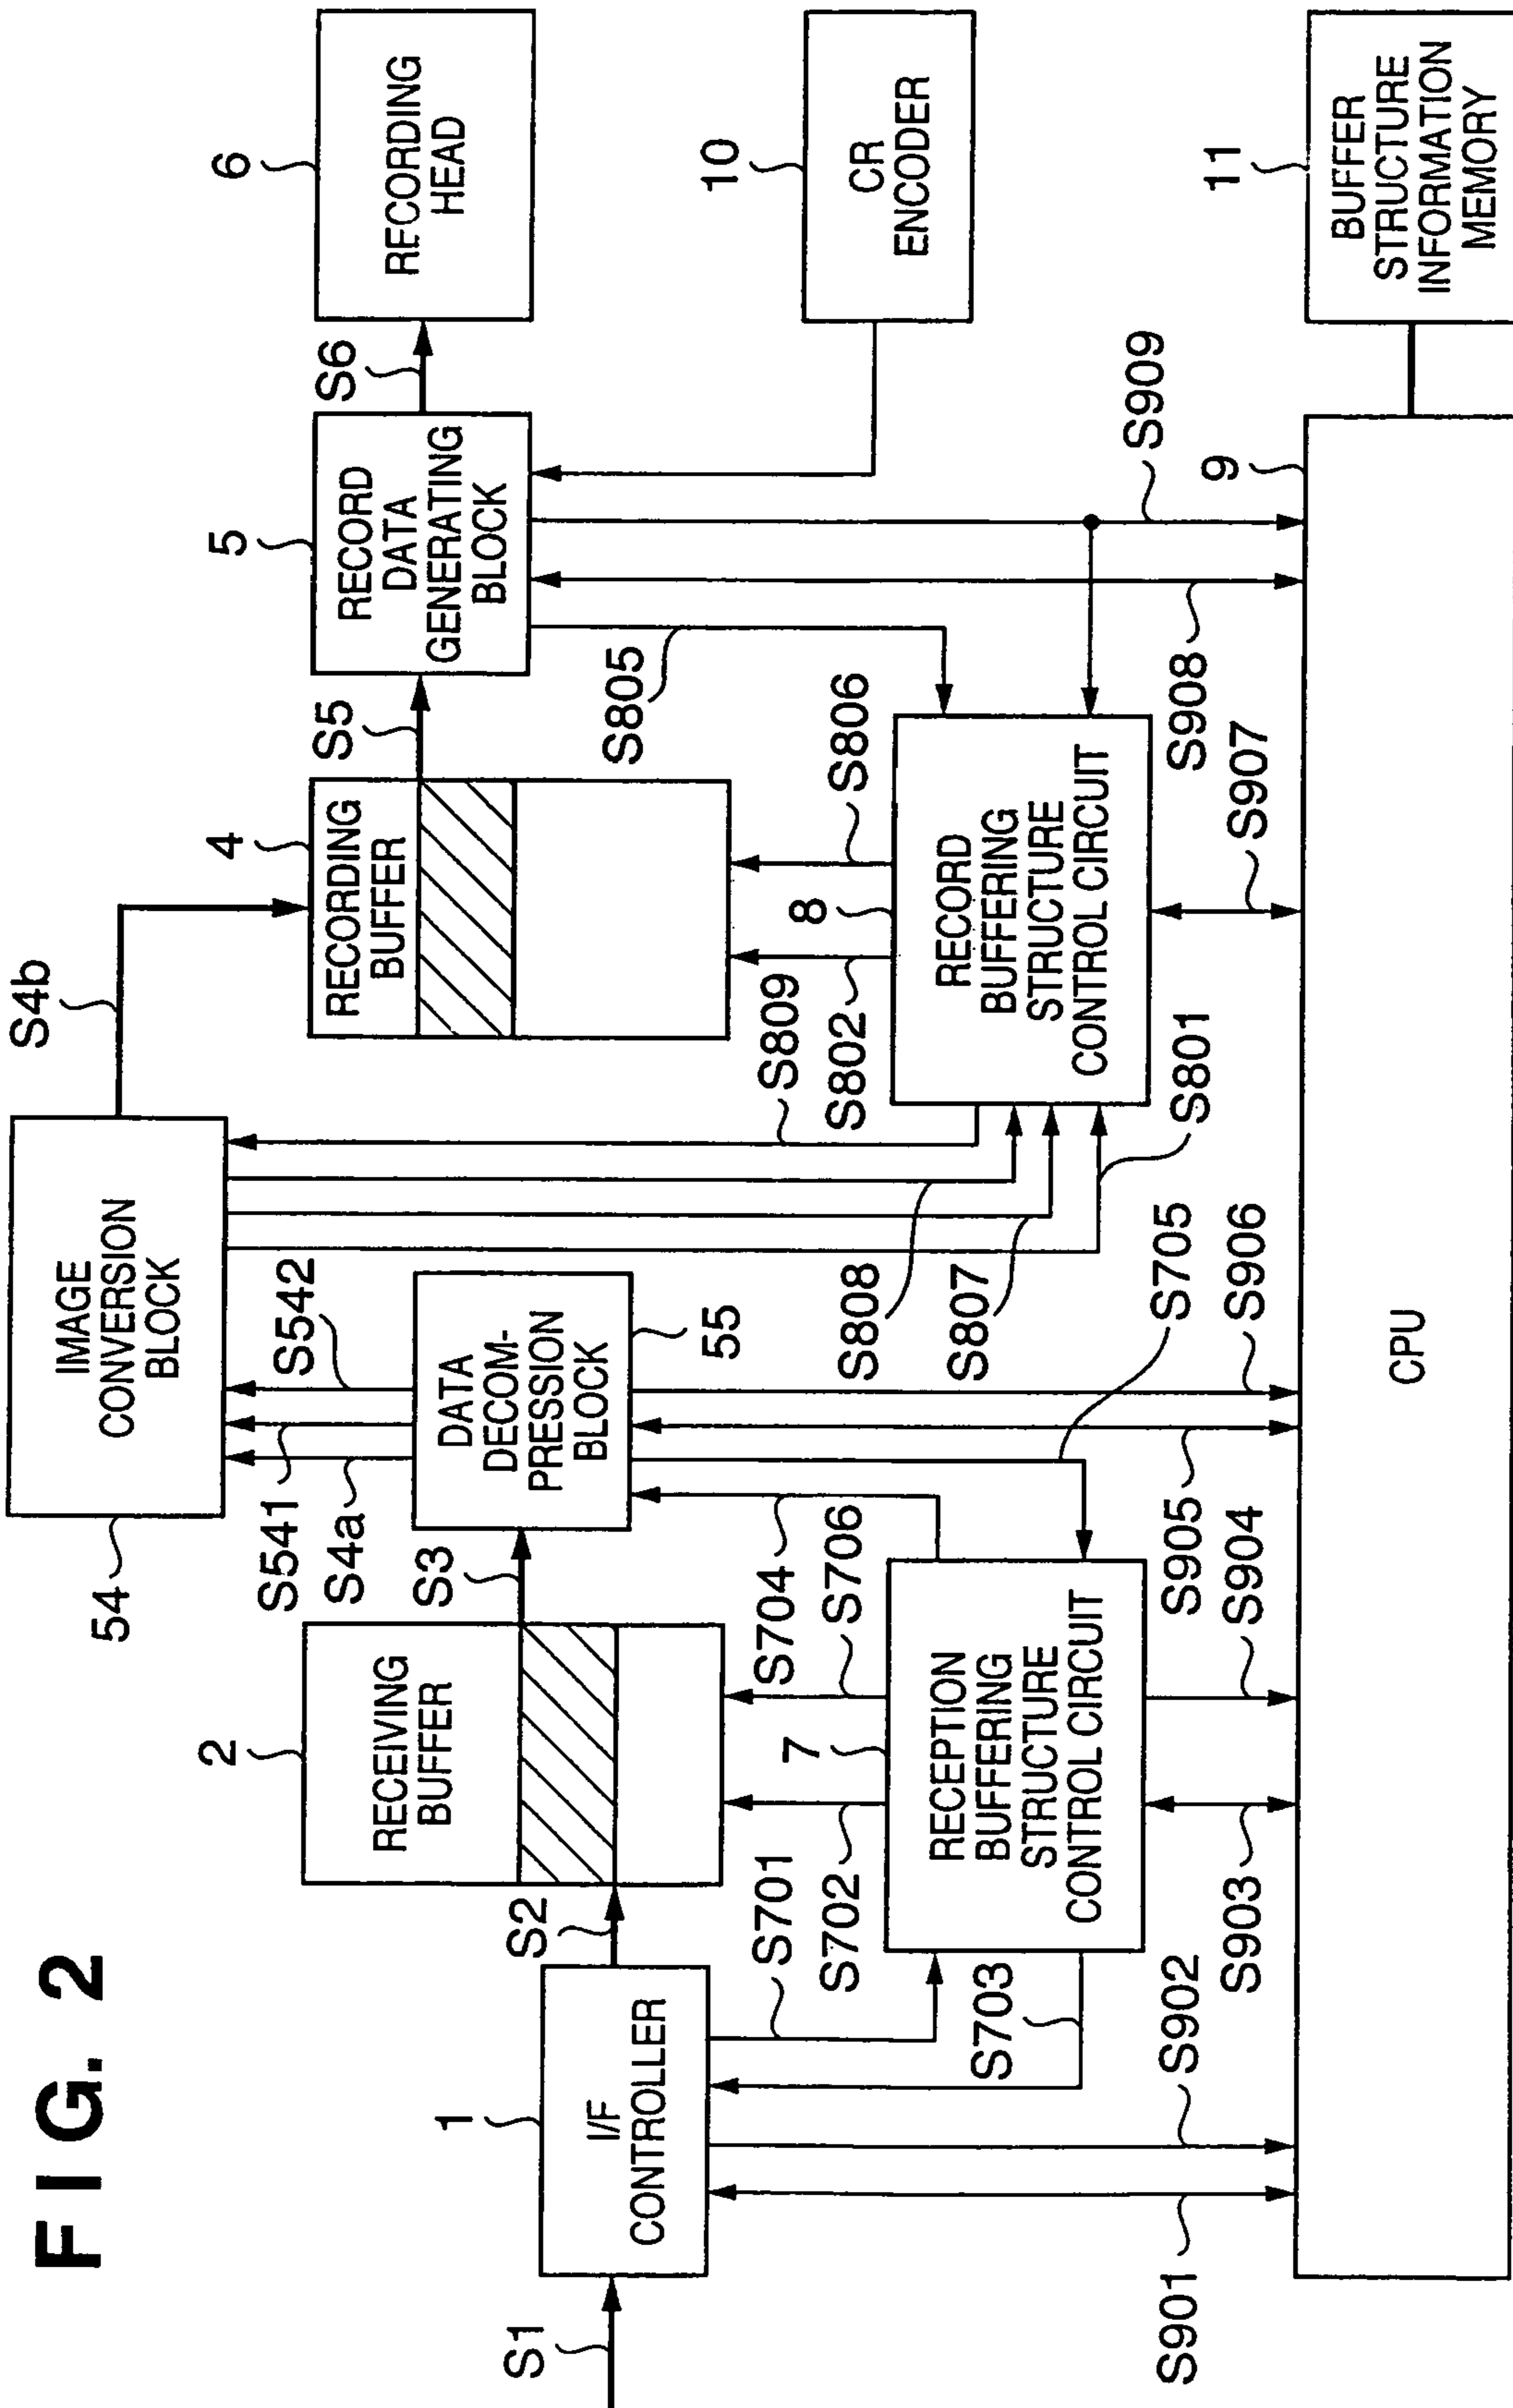 FIG. 2
54
IMAGE
CONVERSION
BLOCK
S4b
S541
S4a
S542
S1
1
I/F
CONTROLLER
S2
2
RECEIVING
BUFFER
S3
DATA
DECOM-
PRESSION
BLOCK
55
4
RECORDING
BUFFER
S5
5
RECORD
DATA
GENERATING
BLOCK
S6
6
RECORDING
HEAD
10
CR
ENCODER
S701
S702
S703
7
RECEPTION
BUFFERING
STRUCTURE
CONTROL CIRCUIT
S704
S706
S705
S808
S807
S809
S802
S801
8
RECORD
BUFFERING
STRUCTURE
CONTROL CIRCUIT
S806
S805
S901
S902
S903
S904
S905
S906
S907
S908
S909
9
CPU
11
BUFFER
STRUCTURE
INFORMATION
MEMORY